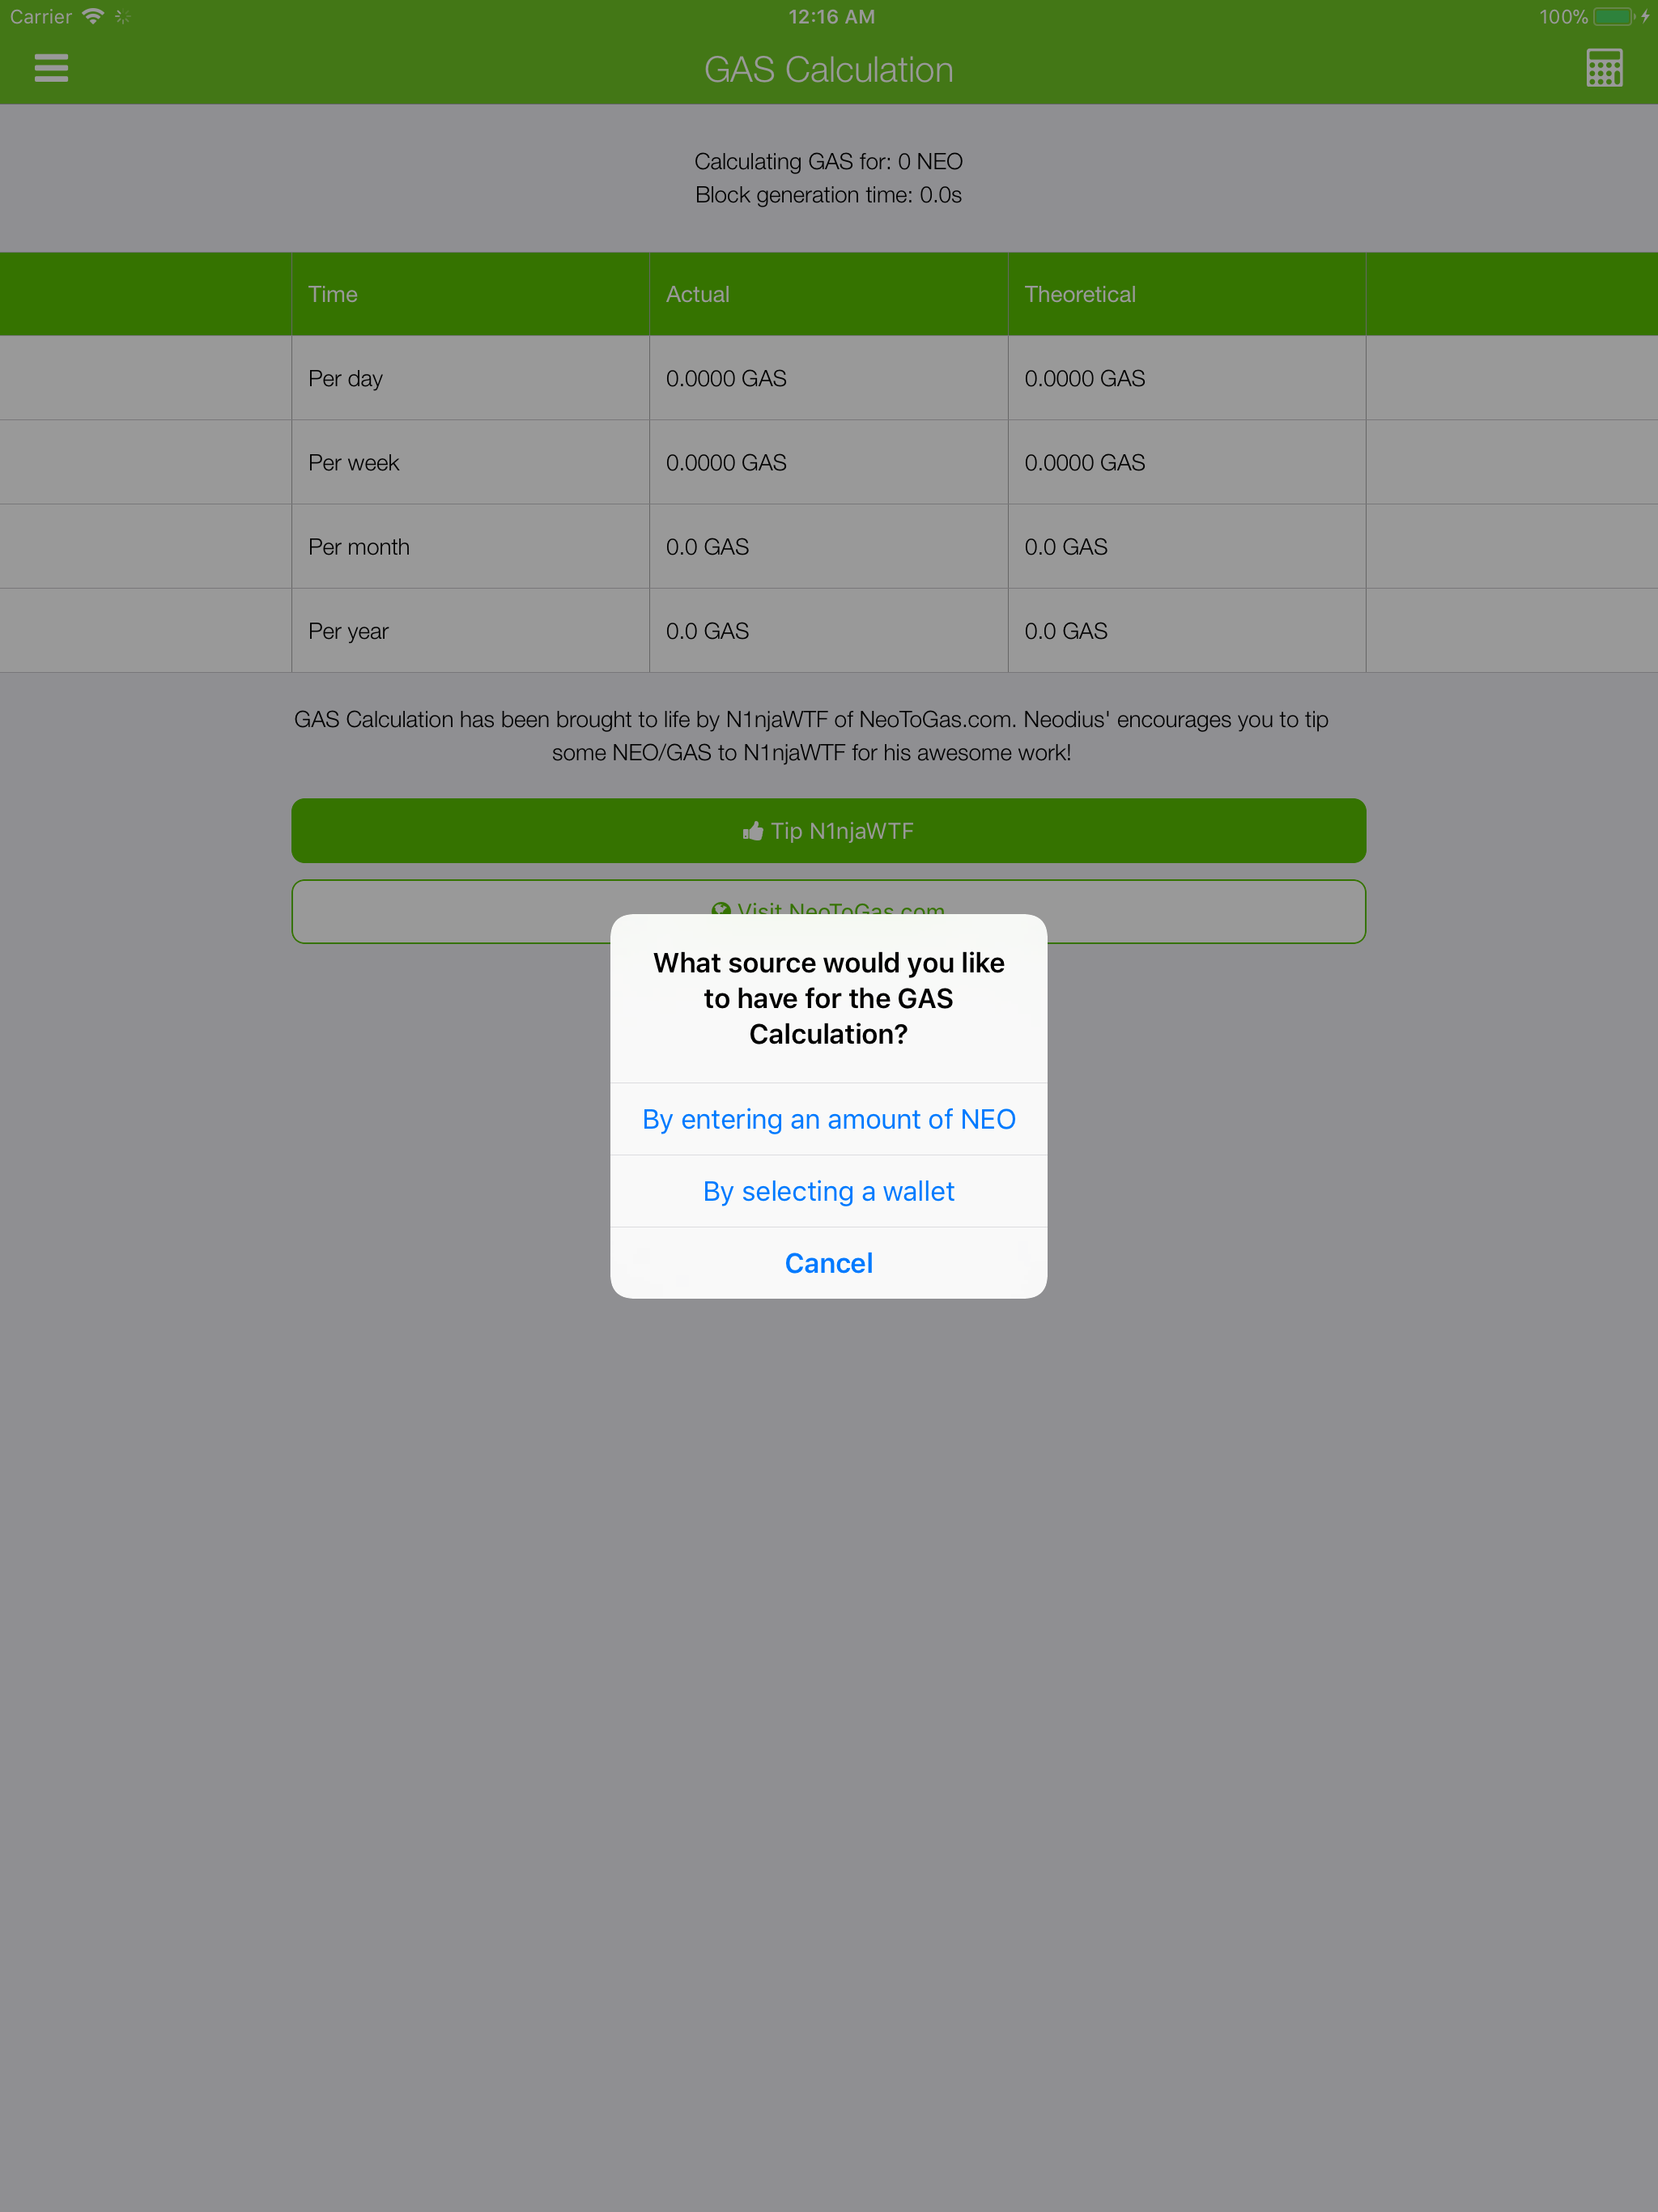 Carrier
12:16 AM
100%
GAS Calculation
Calculating GAS for: 0 NEO
Block generation time: 0.0s
Time Actual Theoretical
Per day 0.0000 GAS 0.0000 GAS
Per week 0.0000 GAS 0.0000 GAS
Per month 0.0 GAS 0.0 GAS
Per year 0.0 GAS 0.0 GAS
GAS Calculation has been brought to life by N1njaWTF of NeoToGas.com. Neodius' encourages you to tip
some NEO/GAS to N1njaWTF for his awesome work!
Tip N1njaWTF
Visit NeoToGas.com
What source would you like
to have for the GAS
Calculation?
By entering an amount of NEO
By selecting a wallet
Cancel